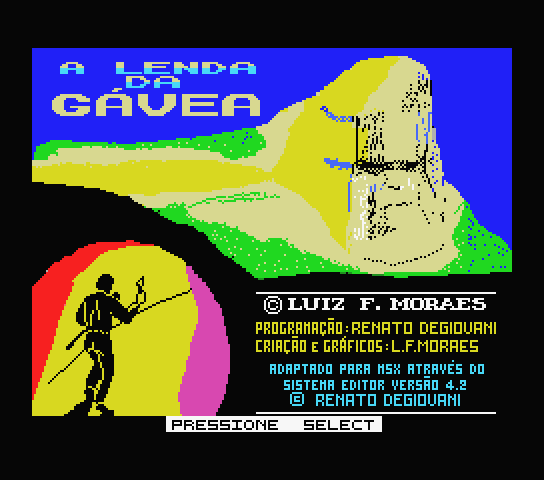 A LENDA
DA
GÁVEA
© LUIZ F. MORAES
PROGRAMAÇÃO: RENATO DEGIOVANI
CRIAÇÃO E GRÁFICOS: L.F.MORAES
ADAPTADO PARA MSX ATRAVÉS DO
SISTEMA EDITOR VERSÃO 4.2
© RENATO DEGIOVANI
PRESSIONE SELECT